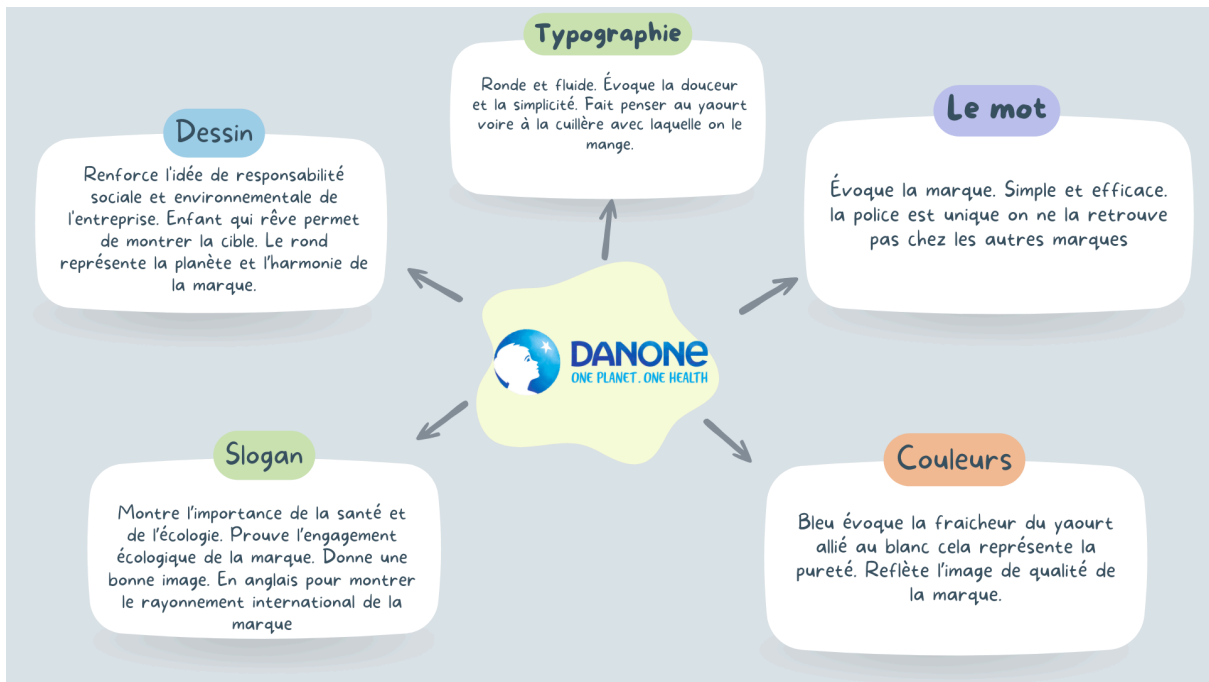 Typographie
Ronde et fluide. Évoque la douceur
et la simplicité. Fait penser au yaourt
voire à la cuillère avec laquelle on le
mange.
Dessin
Renforce l'idée de responsabilité
sociale et environnementale de
l'entreprise. Enfant qui rêve permet
de montrer la cible. Le rond
représente la planète et l'harmonie de
la marque.
Le mot
Évoque la marque. Simple et efficace.
la police est unique on ne la retrouve
pas chez les autres marques
DANONE
ONE PLANET. ONE HEALTH
Slogan
Montre l'importance de la santé et
de l'écologie. Prouve l'engagement
écologique de la marque. Donne une
bonne image. En anglais pour montrer
le rayonnement international de la
marque
Couleurs
Bleu évoque la fraicheur du yaourt
allié au blanc cela représente la
pureté. Reflète l'image de qualité de
la marque.